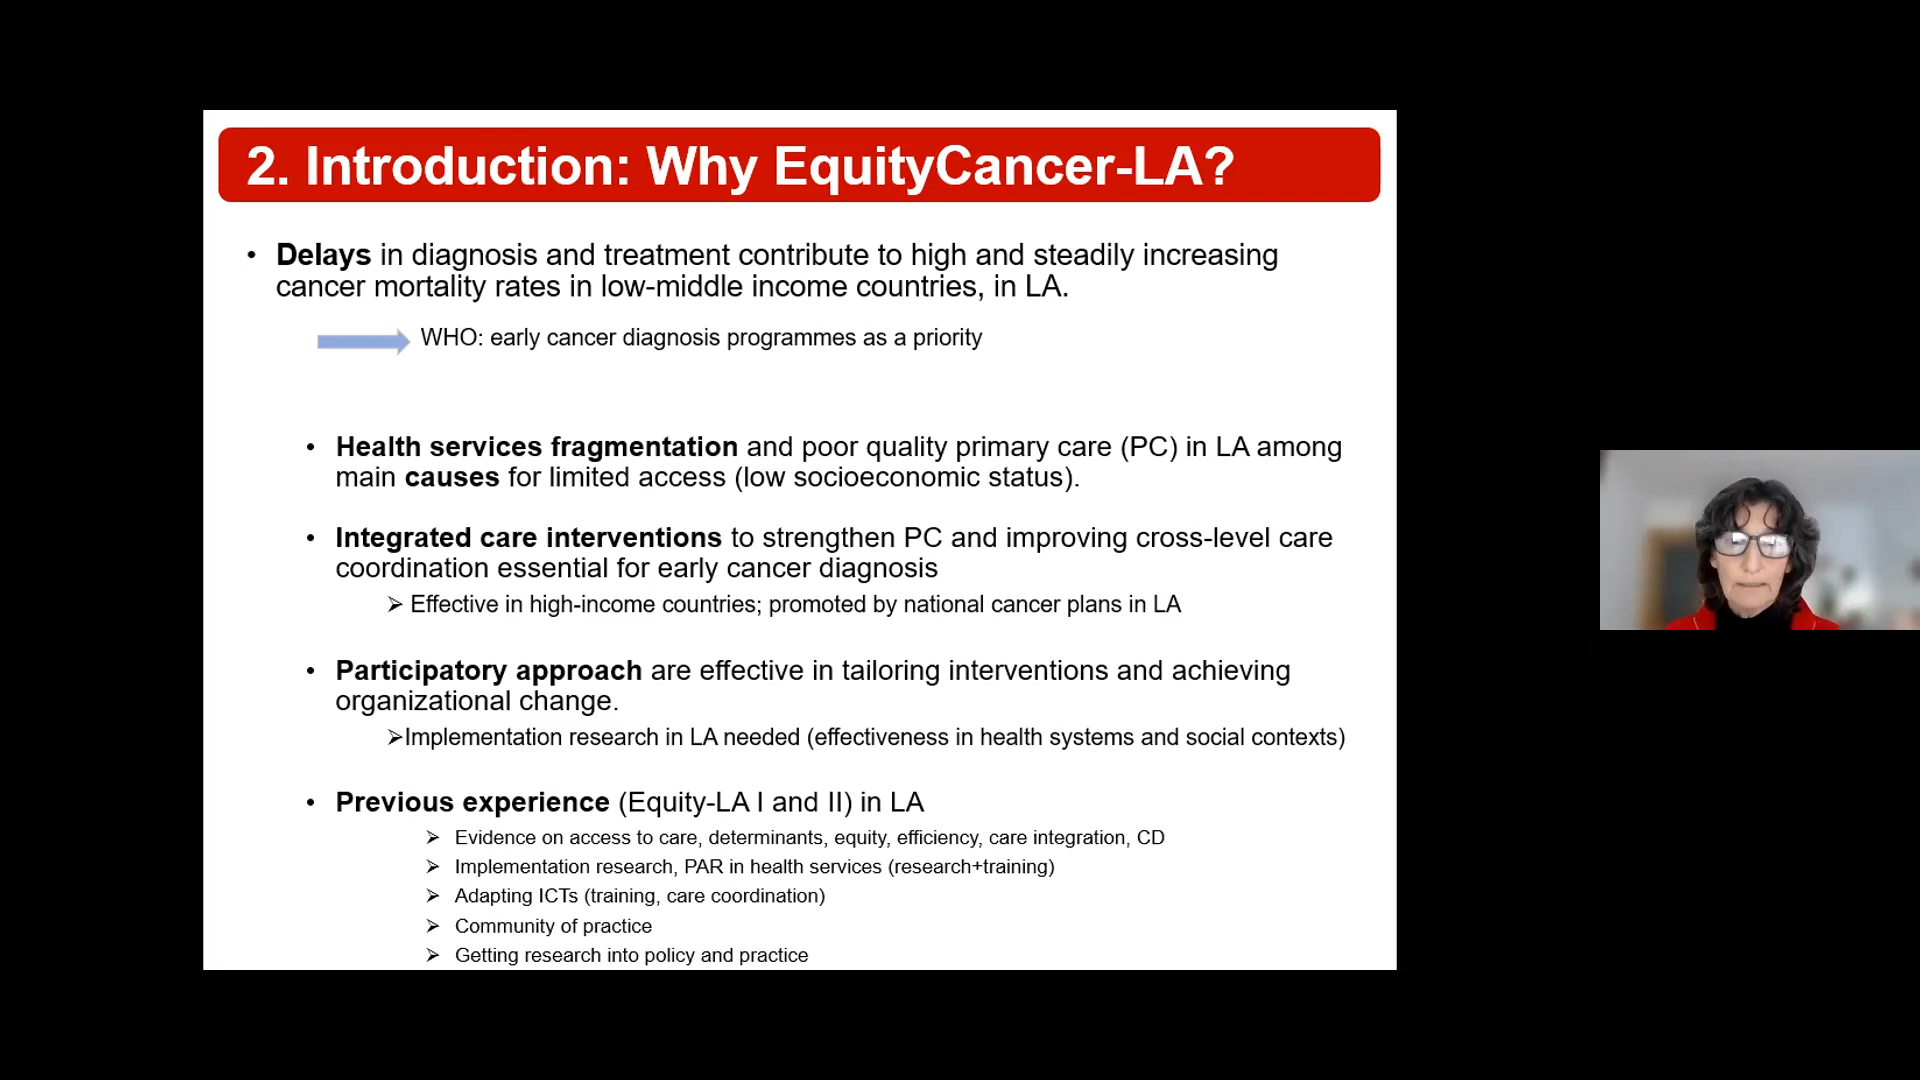 2. Introduction: Why EquityCancer-LA?
• Delays in diagnosis and treatment contribute to high and steadily increasing
cancer mortality rates in low-middle income countries, in LA.
WHO: early cancer diagnosis programmes as a priority
• Health services fragmentation and poor quality primary care (PC) in LA among
main causes for limited access (low socioeconomic status).
• Integrated care interventions to strengthen PC and improving cross-level care
coordination essential for early cancer diagnosis
➢ Effective in high-income countries; promoted by national cancer plans in LA
• Participatory approach are effective in tailoring interventions and achieving
organizational change.
➢Implementation research in LA needed (effectiveness in health systems and social contexts)
• Previous experience (Equity-LA I and II) in LA
➢ Evidence on access to care, determinants, equity, efficiency, care integration, CD
➢ Implementation research, PAR in health services (research+training)
➢ Adapting ICTs (training, care coordination)
➢ Community of practice
➢ Getting research into policy and practice